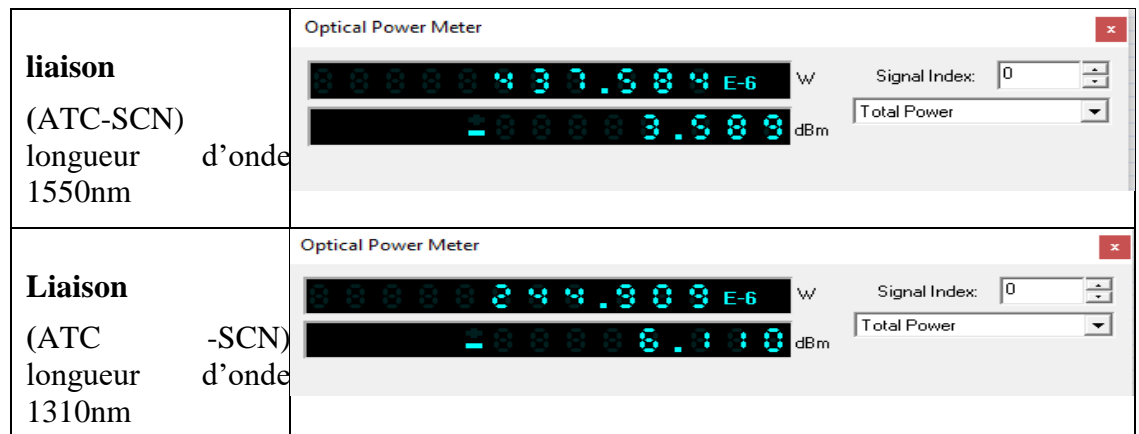 Optical Power Meter
liaison
437.584 E-6 W Signal Index: 0
(ATC-SCN)
-3.589 dBm Total Power
longueur d’onde
1550nm
Optical Power Meter
Liaison
244.909 E-6 W Signal Index: 0
(ATC -SCN)
-6.110 dBm Total Power
longueur d’onde
1310nm